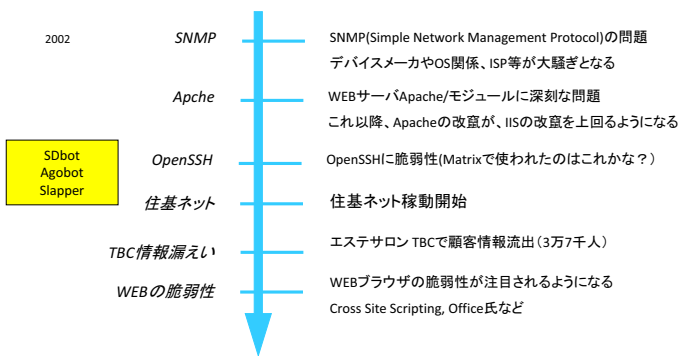 2002
SNMP
SNMP(Simple Network Management Protocol)の問題
デバイスメーカやOS関係、ISP等が大騒ぎとなる
Apche
WEBサーバApache/モジュールに深刻な問題
これ以降、Apacheの改竄が、IISの改竄を上回るようになる
SDbot
Agobot
Slapper
OpenSSH
OpenSSHに脆弱性(Matrixで使われたのはこれかな？)
住基ネット
住基ネット稼動開始
TBC情報漏えい
エステサロン TBCで顧客情報流出（3万7千人）
WEBの脆弱性
WEBブラウザの脆弱性が注目されるようになる
Cross Site Scripting, Office氏など